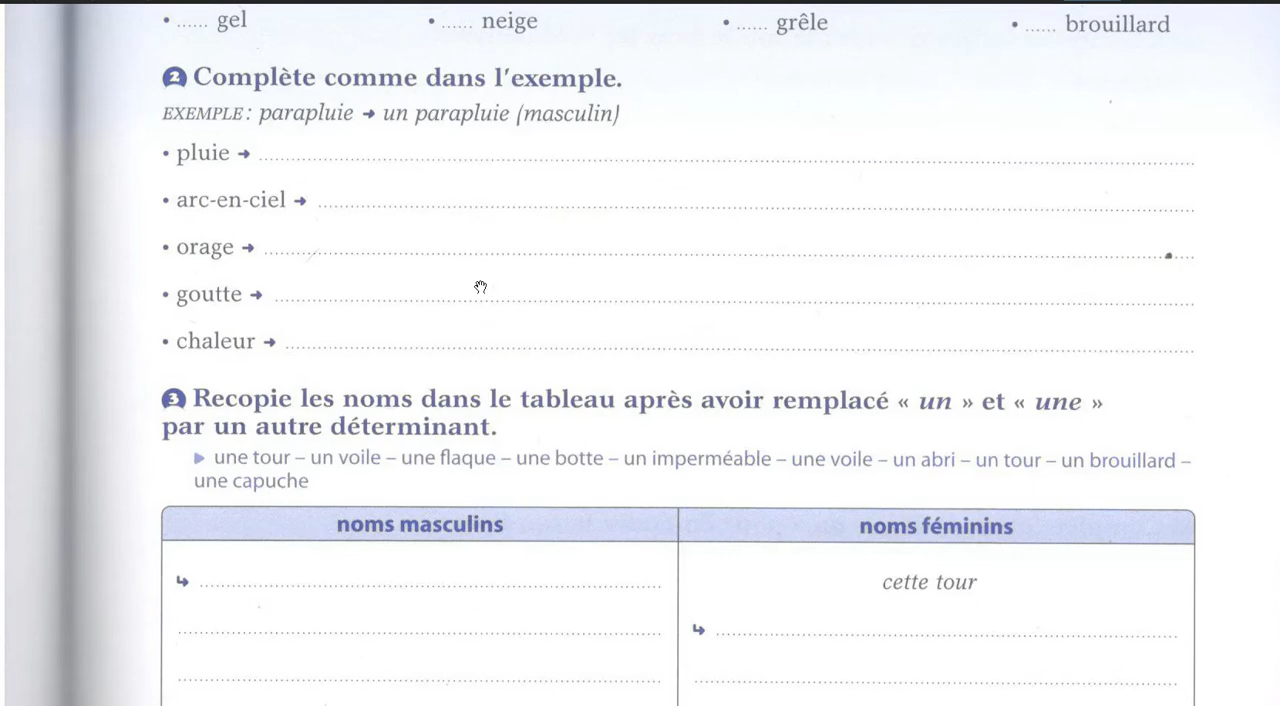 • ...... gel • ...... neige • ...... grêle • ...... brouillard
2 Complète comme dans l'exemple.
EXEMPLE : parapluie ➜ un parapluie (masculin)
• pluie ➜
• arc-en-ciel ➜
• orage ➜
• goutte ➜
• chaleur ➜
3 Recopie les noms dans le tableau après avoir remplacé « un » et « une »
par un autre déterminant.
▶ une tour – un voile – une flaque – une botte – un imperméable – une voile – un abri – un tour – un brouillard –
une capuche
noms masculins noms féminins
cette tour